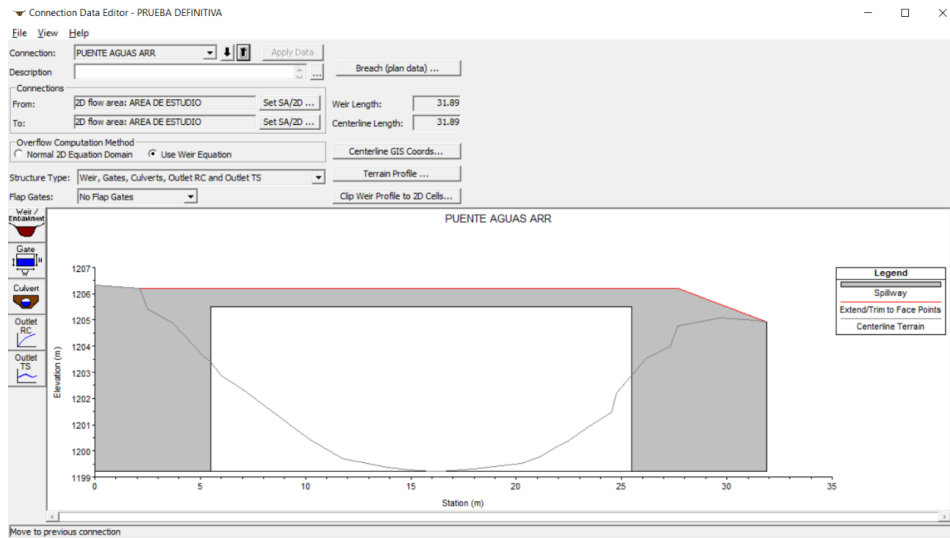 Connection Data Editor - PRUEBA DEFINITIVA
File View Help
Connection: PUENTE AGUAS ARR Apply Data
Description ... Breach (plan data) ...
Connections
From: 2D flow area: AREA DE ESTUDIO Set SA/2D ... Weir Length: 31.89
To: 2D flow area: AREA DE ESTUDIO Set SA/2D ... Centerline Length: 31.89
Overflow Computation Method
Normal 2D Equation Domain Use Weir Equation Centerline GIS Coords...
Structure Type: Weir, Gates, Culverts, Outlet RC and Outlet TS Terrain Profile ...
Flap Gates: No Flap Gates Clip Weir Profile to 2D Cells...
Weir / Embankment
Gate
H
W
Culvert
Outlet RC
Outlet TS
PUENTE AGUAS ARR
1207
1206
1205
1204
1203
1202
1201
1200
1199
Elevation (m)
0 5 10 15 20 25 30 35
Station (m)
Legend
Spillway
Extend/Trim to Face Points
Centerline Terrain
Move to previous connection